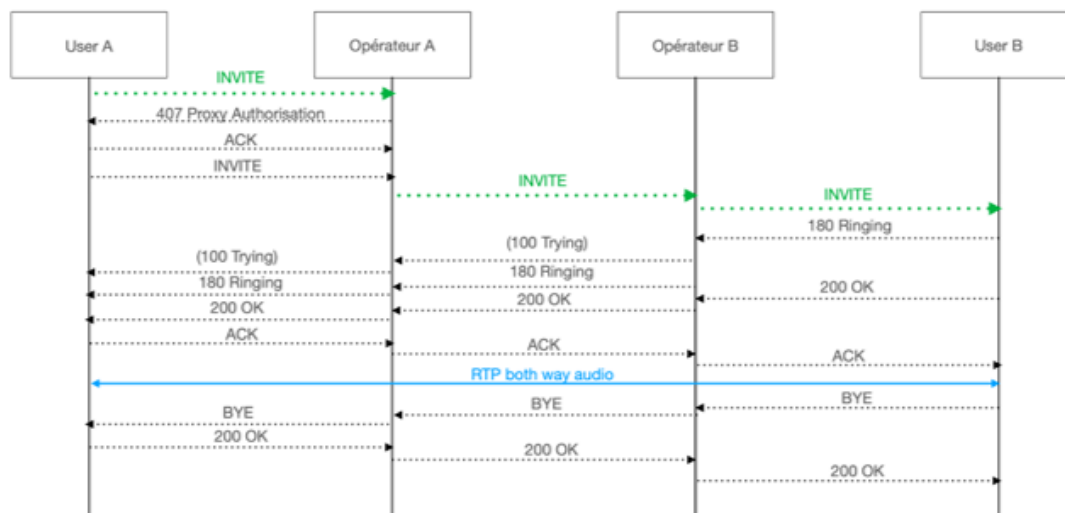 User A
Opérateur A
Opérateur B
User B
INVITE
407 Proxy Authorisation
ACK
INVITE
INVITE
INVITE
180 Ringing
(100 Trying)
(100 Trying)
180 Ringing
180 Ringing
200 OK
200 OK
200 OK
ACK
ACK
ACK
RTP both way audio
BYE
BYE
BYE
200 OK
200 OK
200 OK